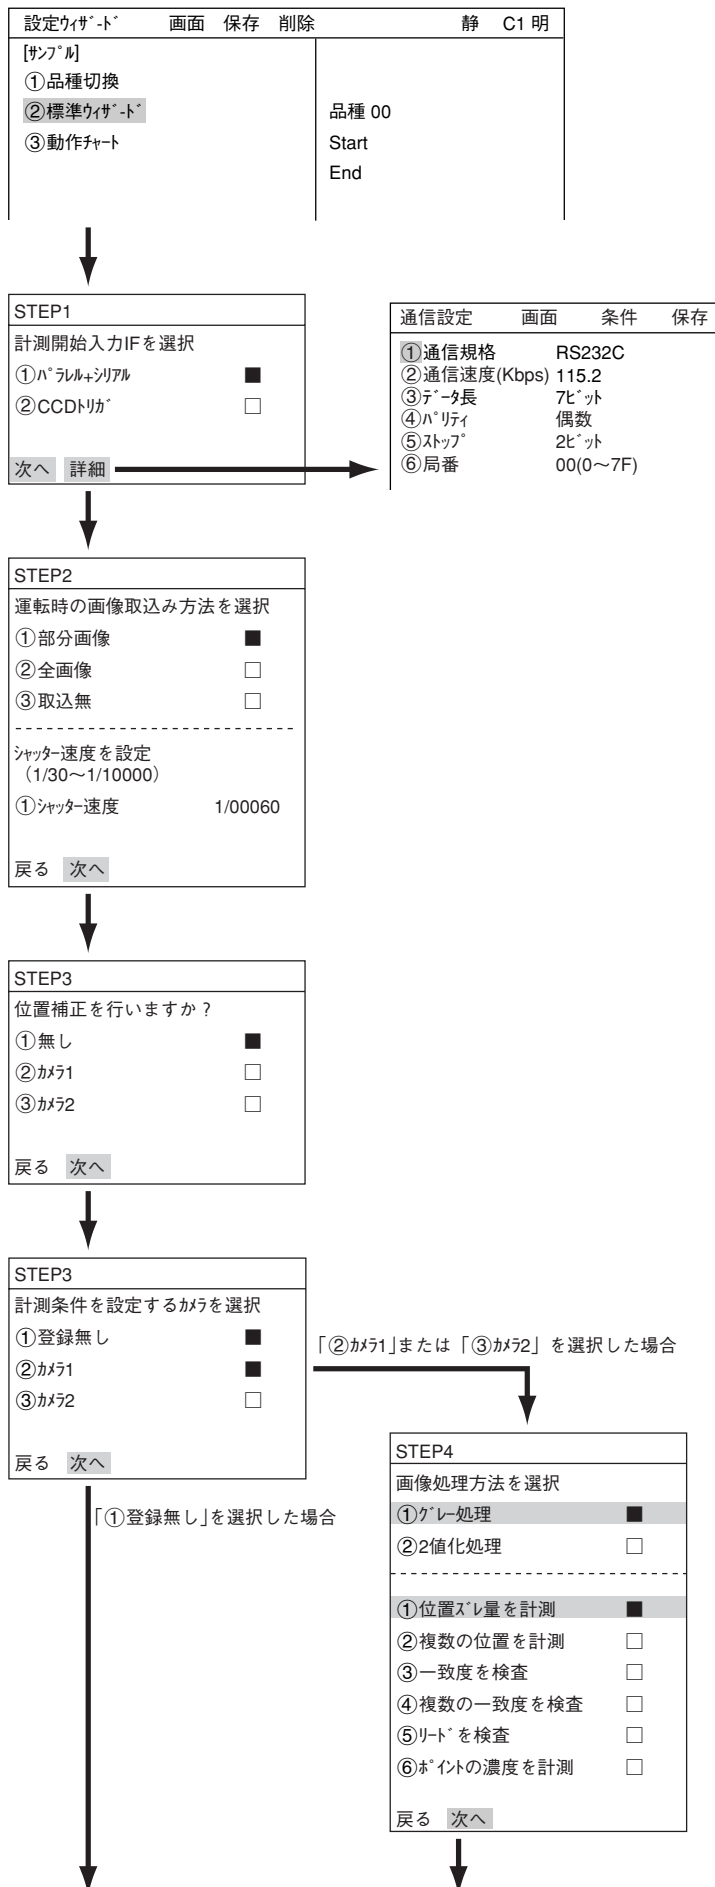 設定ｳｨｻﾞｰﾄﾞ 画面 保存 削除 静 C1 明
[ｻﾝﾌﾟﾙ]
①品種切換
②標準ｳｨｻﾞｰﾄﾞ
③動作ﾁｬｰﾄ
品種 00
Start
End
STEP1
計測開始入力IFを選択
①ﾊﾟﾗﾚﾙ+ｼﾘｱﾙ ■
②CCDﾄﾘｶﾞ □
次へ 詳細
通信設定 画面 条件 保存
①通信規格 RS232C
②通信速度(Kbps) 115.2
③ﾃﾞｰﾀ長 7ﾋﾞｯﾄ
④ﾊﾟﾘﾃｨ 偶数
⑤ｽﾄｯﾌﾟ 2ﾋﾞｯﾄ
⑥局番 00(0～7F)
STEP2
運転時の画像取込み方法を選択
①部分画像 ■
②全画像 □
③取込無 □
ｼｬｯﾀｰ速度を設定
（1/30～1/10000）
①ｼｬｯﾀｰ速度 1/00060
戻る 次へ
STEP3
位置補正を行いますか？
①無し ■
②ｶﾒﾗ1 □
③ｶﾒﾗ2 □
戻る 次へ
STEP3
計測条件を設定するｶﾒﾗを選択
①登録無し ■
②ｶﾒﾗ1 ■
③ｶﾒﾗ2 □
戻る 次へ
「②ｶﾒﾗ1」または「③ｶﾒﾗ2」を選択した場合
「①登録無し」を選択した場合
STEP4
画像処理方法を選択
①ｸﾞﾚｰ処理 ■
②2値化処理 □
①位置ｽﾞﾚ量を計測 ■
②複数の位置を計測 □
③一致度を検査 □
④複数の一致度を検査 □
⑤ﾘｰﾄﾞを検査 □
⑥ﾎﾟｲﾝﾄの濃度を計測 □
戻る 次へ